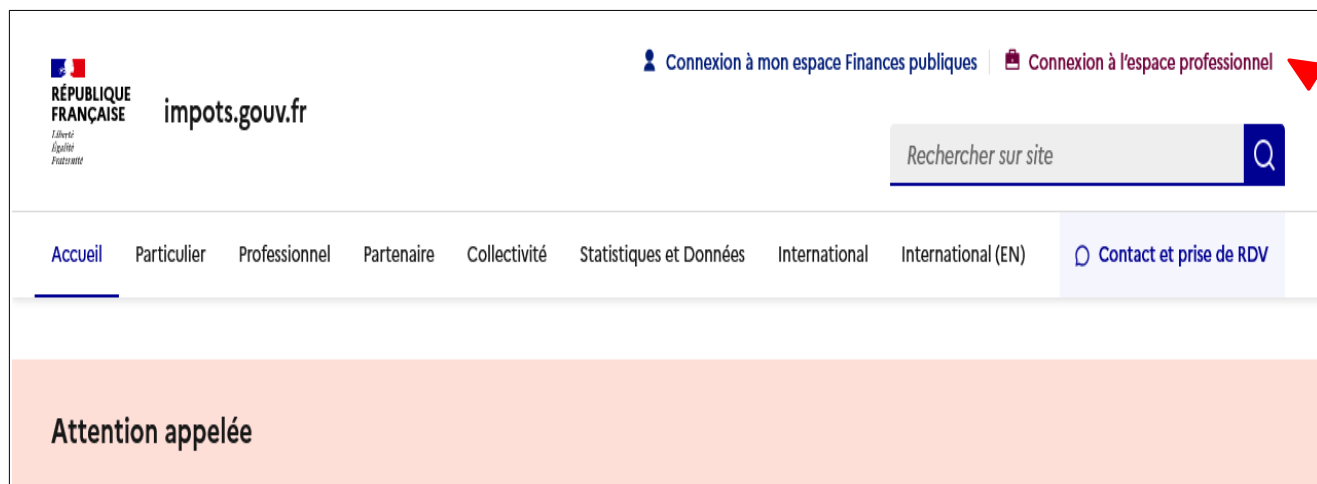 Connexion à mon espace Finances publiques Connexion à l'espace professionnel
RÉPUBLIQUE
FRANÇAISE
Liberté
Égalité
Fraternité
impots.gouv.fr
Rechercher sur site
Accueil Particulier Professionnel Partenaire Collectivité Statistiques et Données International International (EN) Contact et prise de RDV
Attention appelée